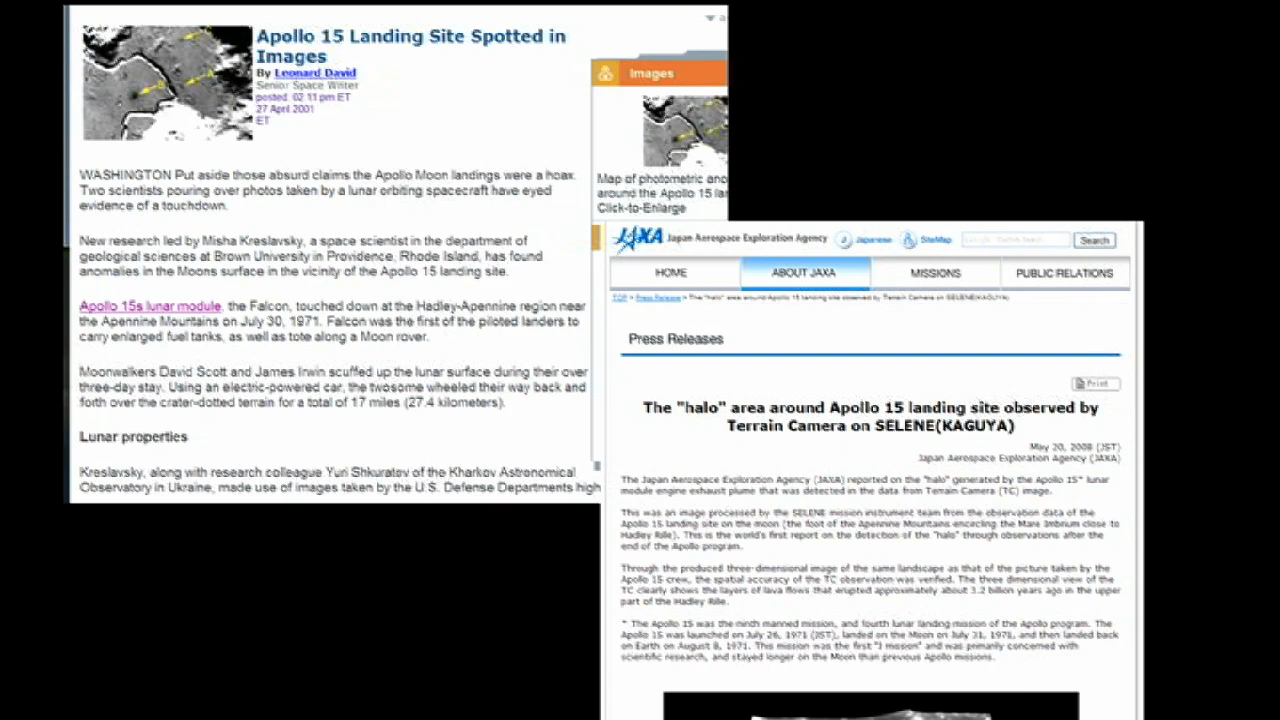 Apollo 15 Landing Site Spotted in
Images
By Leonard David
Senior Space Writer
posted: 02:11 pm ET
27 April 2001
ET
WASHINGTON Put aside those absurd claims the Apollo Moon landings were a hoax.
Two scientists pouring over photos taken by a lunar orbiting spacecraft have eyed
evidence of a touchdown.
New research led by Misha Kreslavsky, a space scientist in the department of
geological sciences at Brown University in Providence, Rhode Island, has found
anomalies in the Moons surface in the vicinity of the Apollo 15 landing site.
Apollo 15s lunar module, the Falcon, touched down at the Hadley-Apennine region near
the Apennine Mountains on July 30, 1971. Falcon was the first of the piloted landers to
carry enlarged fuel tanks, as well as tote along a Moon rover.
Moonwalkers David Scott and James Irwin scuffed up the lunar surface during their over
three-day stay. Using an electric-powered car, the twosome wheeled their way back and
forth over the crater-dotted terrain for a total of 17 miles (27.4 kilometers).
Lunar properties
Kreslavsky, along with research colleague Yuri Shkuratov of the Kharkov Astronomical
Observatory in Ukraine, made use of images taken by the U.S. Defense Departments high
Images
Map of photometric ano
around the Apollo 15 lan
Click-to-Enlarge
JAXA Japan Aerospace Exploration Agency Japanese SiteMap Search
HOME ABOUT JAXA MISSIONS PUBLIC RELATIONS
TOP > Press Release > The "halo" area around Apollo 15 landing site observed by Terrain Camera on SELENE(KAGUYA)
Press Releases
Print
The "halo" area around Apollo 15 landing site observed by
Terrain Camera on SELENE(KAGUYA)
May 20, 2008 (JST)
Japan Aerospace Exploration Agency (JAXA)
The Japan Aerospace Exploration Agency (JAXA) reported on the "halo" generated by the Apollo 15* lunar
module engine exhaust plume that was detected in the data from Terrain Camera (TC) image.
This was an image processed by the SELENE mission instrument team from the observation data of the
Apollo 15 landing site on the moon (the foot of the Apennine Mountains encircling the Mare Imbrium close to
Hadley Rille). This is the world's first report on the detection of the "halo" through observations after the
end of the Apollo program.
Through the produced three-dimensional image of the same landscape as that of the picture taken by the
Apollo 15 crew, the spatial accuracy of the TC observation was verified. The three dimensional view of the
TC clearly shows the layers of lava flows that erupted approximately about 3.2 billion years ago in the upper
part of the Hadley Rille.
* The Apollo 15 was the ninth manned mission, and fourth lunar landing mission of the Apollo program. The
Apollo 15 was launched on July 26, 1971 (JST), landed on the Moon on July 31, 1971, and then landed back
on Earth on August 8, 1971. This mission was the first "J mission" and was primarily concerned with
scientific research, and stayed longer on the Moon than previous Apollo missions.